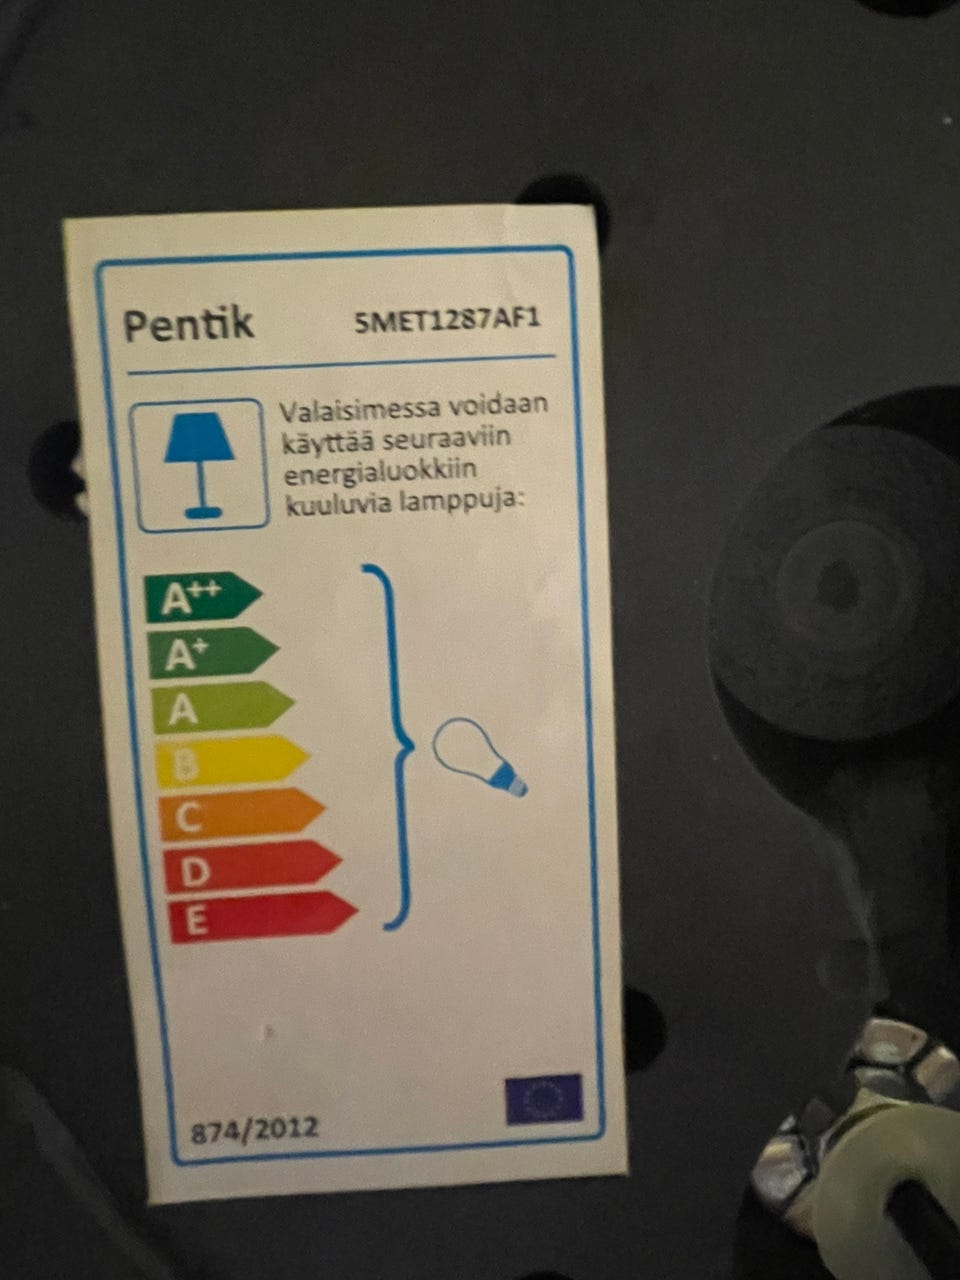 Pentik 5MET1287AF1
Valaisimessa voidaan
käyttää seuraaviin
energialuokkiin
kuuluvia lamppuja:
A++
A+
A
B
C
D
E
874/2012